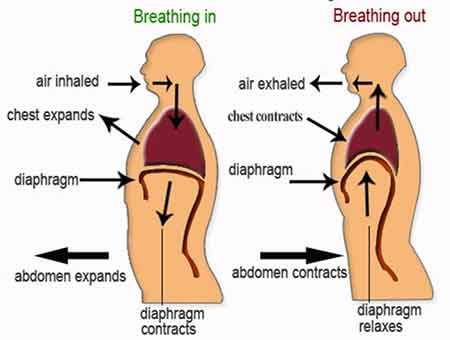 Breathing in
Breathing out
air inhaled
air exhaled
chest expands
chest contracts
diaphragm
diaphragm
abdomen expands
abdomen contracts
diaphragm
contracts
diaphragm
relaxes